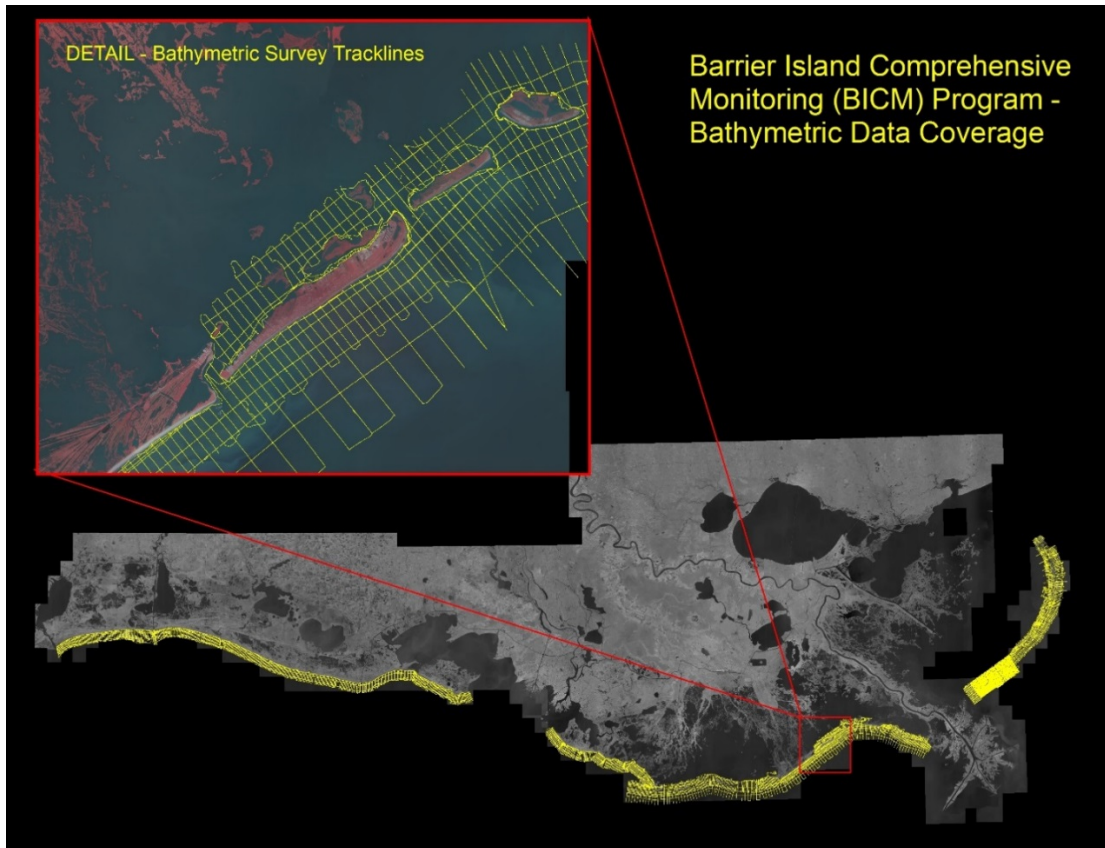 DETAIL - Bathymetric Survey Tracklines
Barrier Island Comprehensive
Monitoring (BICM) Program -
Bathymetric Data Coverage